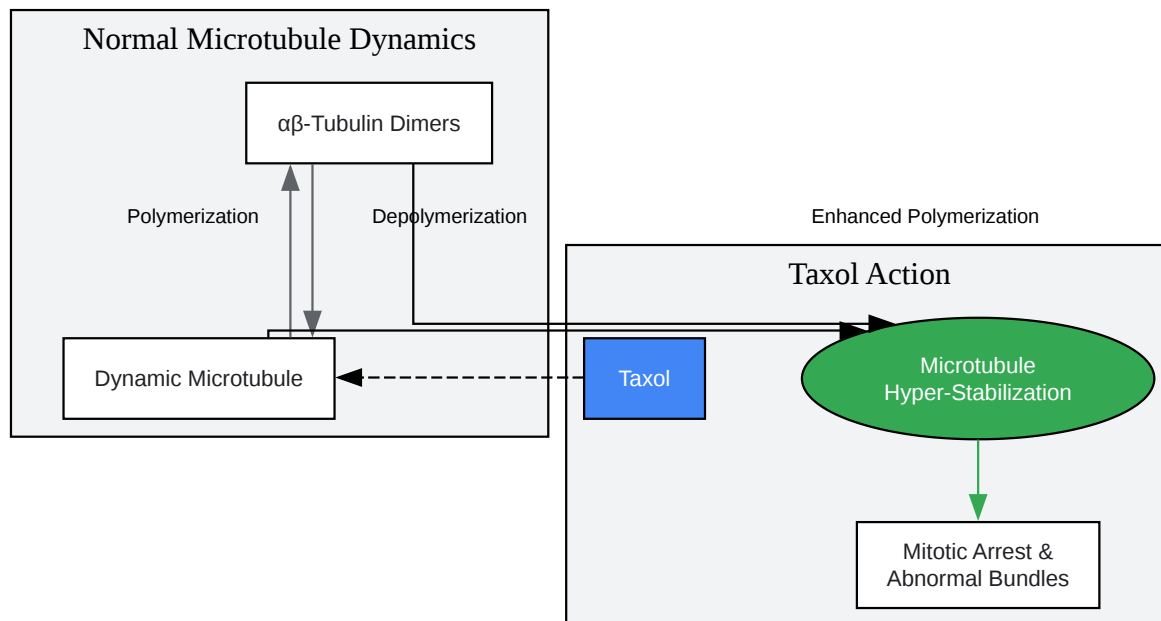 Normal Microtubule Dynamics
αβ-Tubulin Dimers
Polymerization
Depolymerization
Enhanced Polymerization
Taxol Action
Dynamic Microtubule
Taxol
Microtubule
Hyper-Stabilization
Mitotic Arrest &
Abnormal Bundles